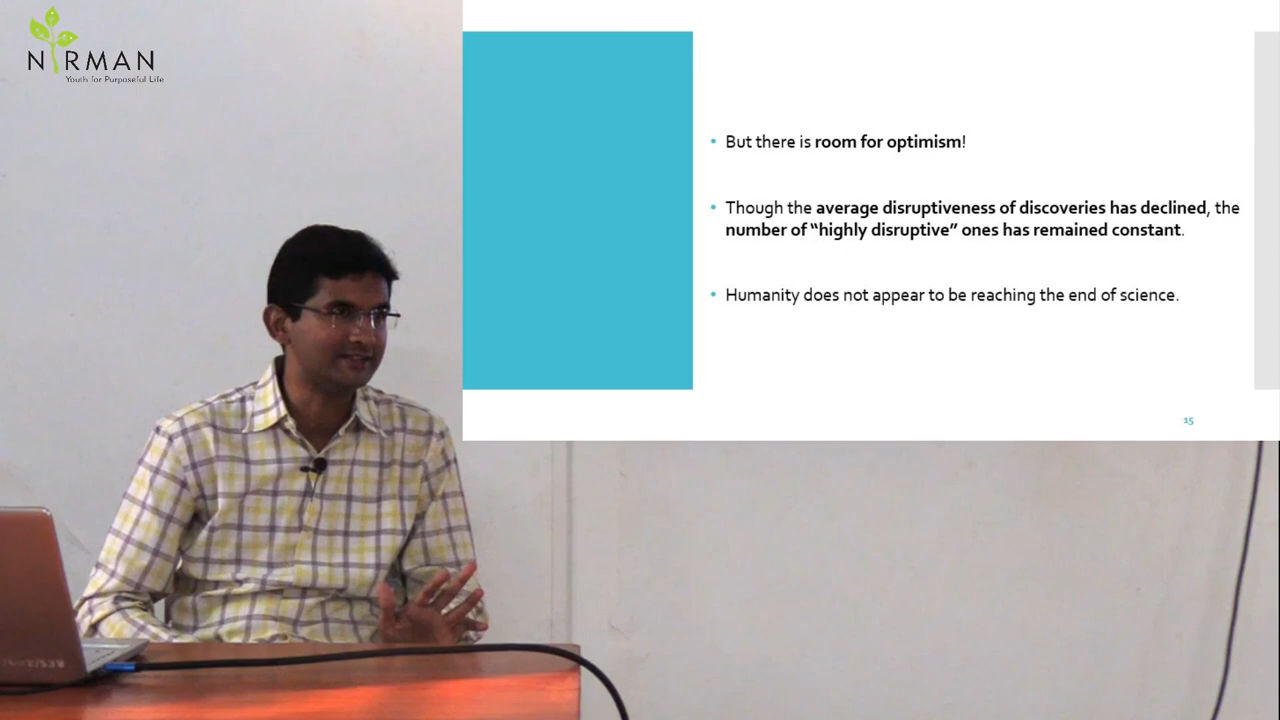 NIRMAN
Youth for Purposeful Life
• But there is room for optimism!
• Though the average disruptiveness of discoveries has declined, the
number of “highly disruptive” ones has remained constant.
• Humanity does not appear to be reaching the end of science.
15